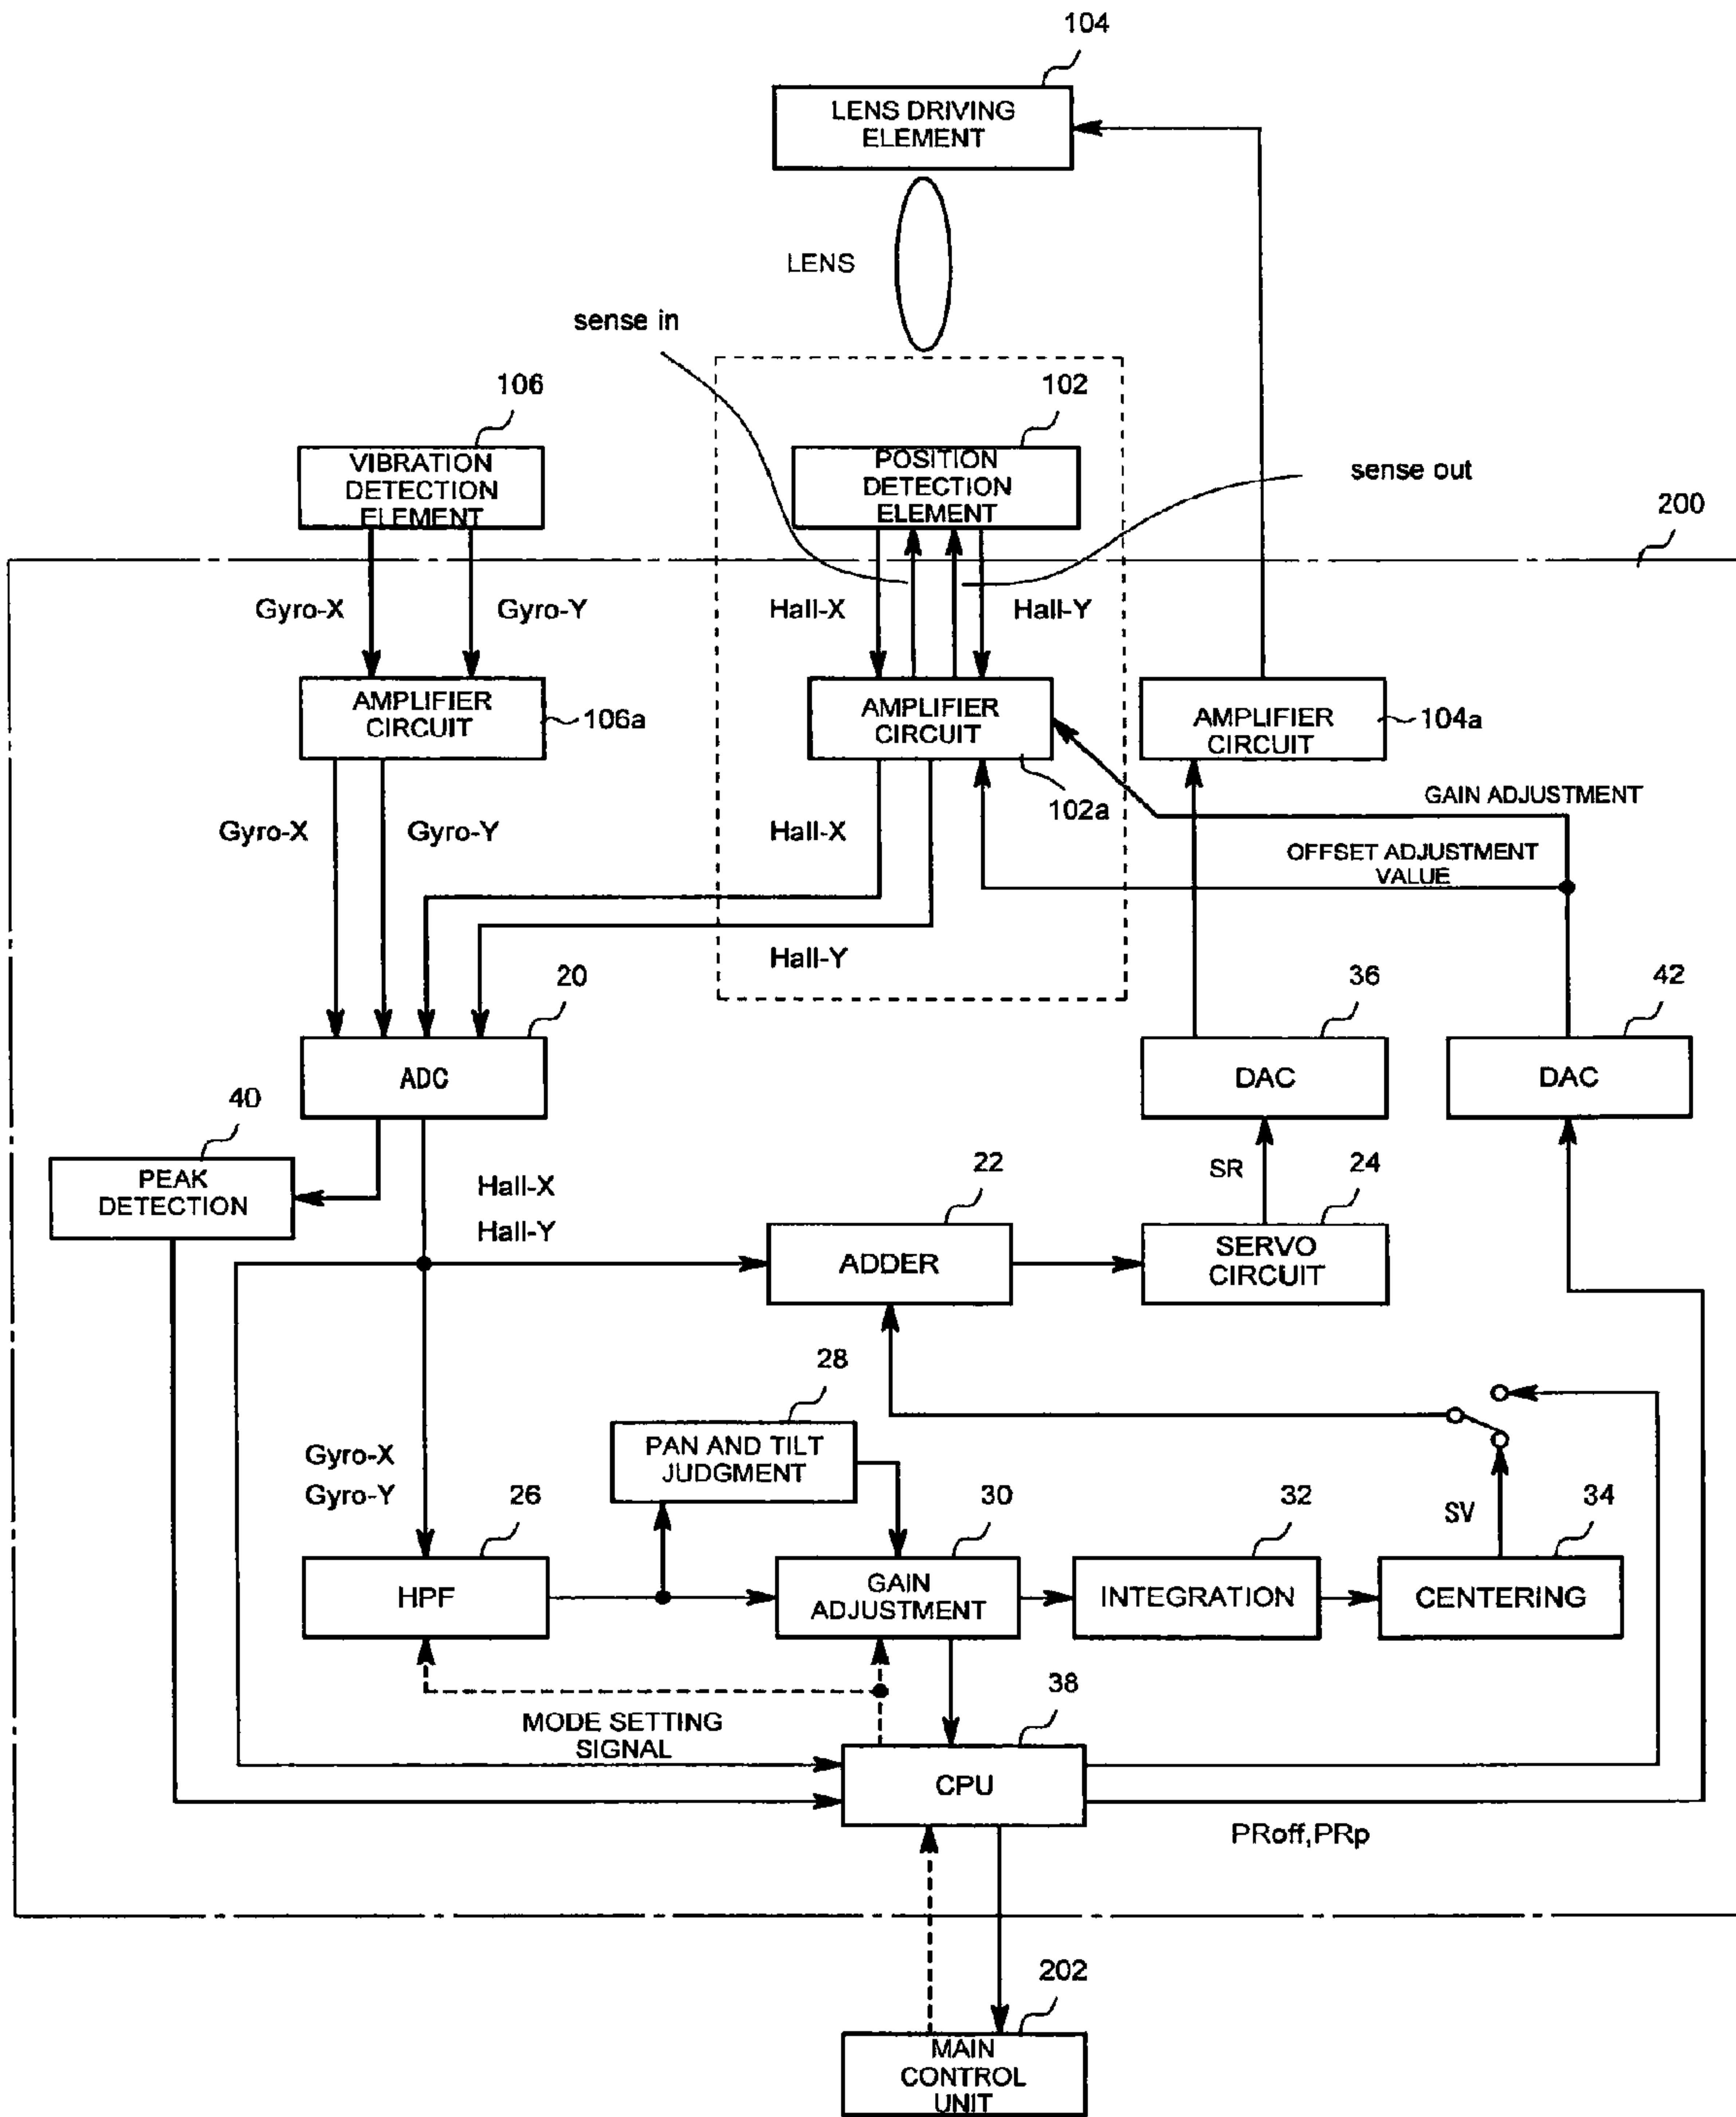 104
LENS DRIVING
ELEMENT
LENS
sense in
106
102
VIBRATION
DETECTION
ELEMENT
POSITION
DETECTION
ELEMENT
sense out
200
Gyro-X
Gyro-Y
Hall-X
Hall-Y
AMPLIFIER
CIRCUIT
106a
AMPLIFIER
CIRCUIT
102a
AMPLIFIER
CIRCUIT
104a
GAIN ADJUSTMENT
Gyro-X
Gyro-Y
Hall-X
OFFSET ADJUSTMENT
VALUE
Hall-Y
20
36
42
ADC
DAC
DAC
40
PEAK
DETECTION
Hall-X
Hall-Y
22
SR
24
ADDER
SERVO
CIRCUIT
28
PAN AND TILT
JUDGMENT
Gyro-X
Gyro-Y
26
30
32
SV
34
HPF
GAIN
ADJUSTMENT
INTEGRATION
CENTERING
MODE SETTING
SIGNAL
38
CPU
PRoff,PRp
202
MAIN
CONTROL
UNIT